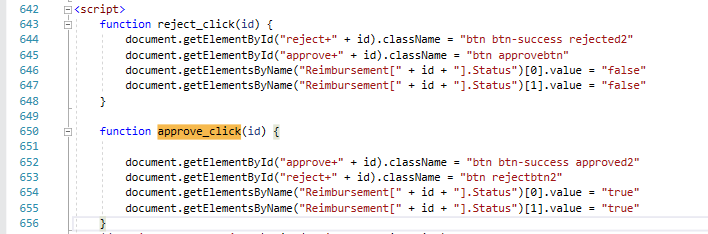 642 <script>
643 function reject_click(id) {
644 document.getElementById("reject+" + id).className = "btn btn-success rejected2"
645 document.getElementById("approve+" + id).className = "btn approvebtn"
646 document.getElementsByName("Reimbursement[" + id + "].Status")[0].value = "false"
647 document.getElementsByName("Reimbursement[" + id + "].Status")[1].value = "false"
648 }
649
650 function approve_click(id) {
651
652 document.getElementById("approve+" + id).className = "btn btn-success approved2"
653 document.getElementById("reject+" + id).className = "btn rejectbtn2"
654 document.getElementsByName("Reimbursement[" + id + "].Status")[0].value = "true"
655 document.getElementsByName("Reimbursement[" + id + "].Status")[1].value = "true"
656 }